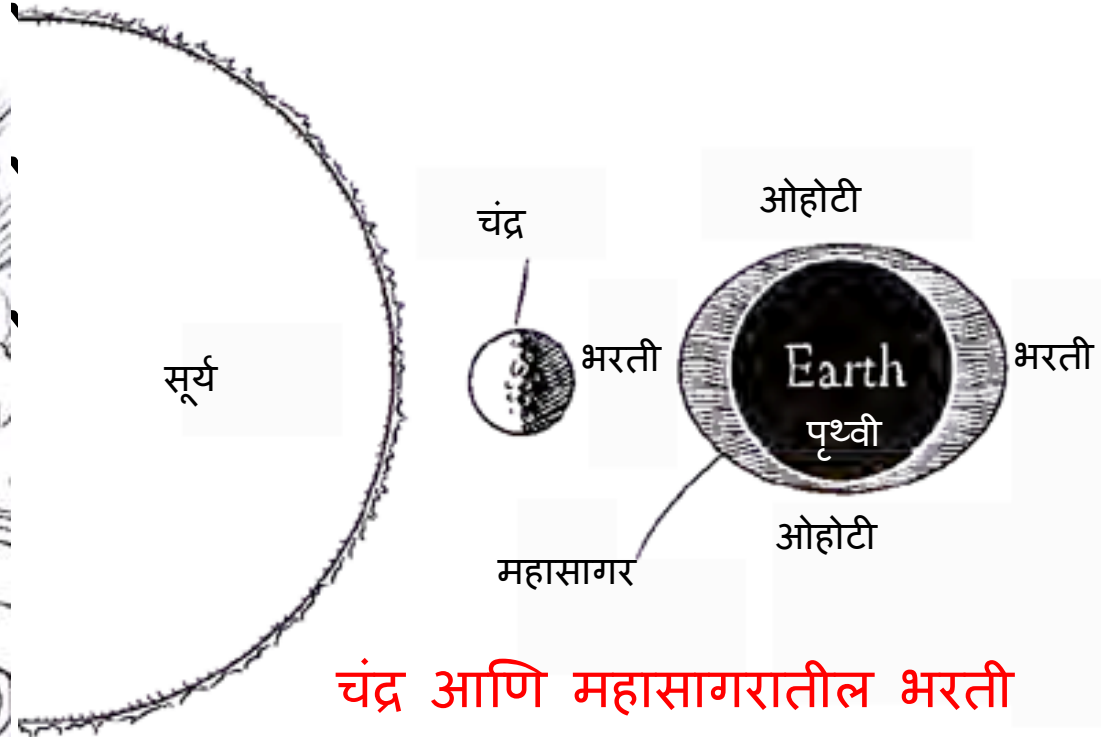 ओहोटी
चंद्र
भरती
भरती
Earth
सूर्य
पृथ्वी
ओहोटी
महासागर
चंद्र आणि महासागरातील भरती